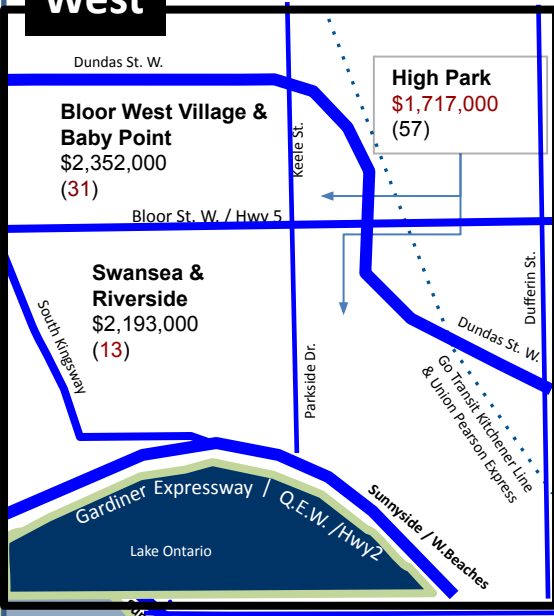 West
Dundas St. W.
High Park
$1,717,000
(57)
Bloor West Village &
Baby Point
$2,352,000
(31)
Keele St.
Bloor St. W. / Hwy 5
Swansea &
Riverside
$2,193,000
(13)
South Kingsway
Parkside Dr.
Dufferin St.
Dundas St. W.
Go Transit Kitchener Line
& Union Pearson Express
Gardiner Expressway / Q.E.W. /Hwy2
Sunnyside / W.Beaches
Lake Ontario